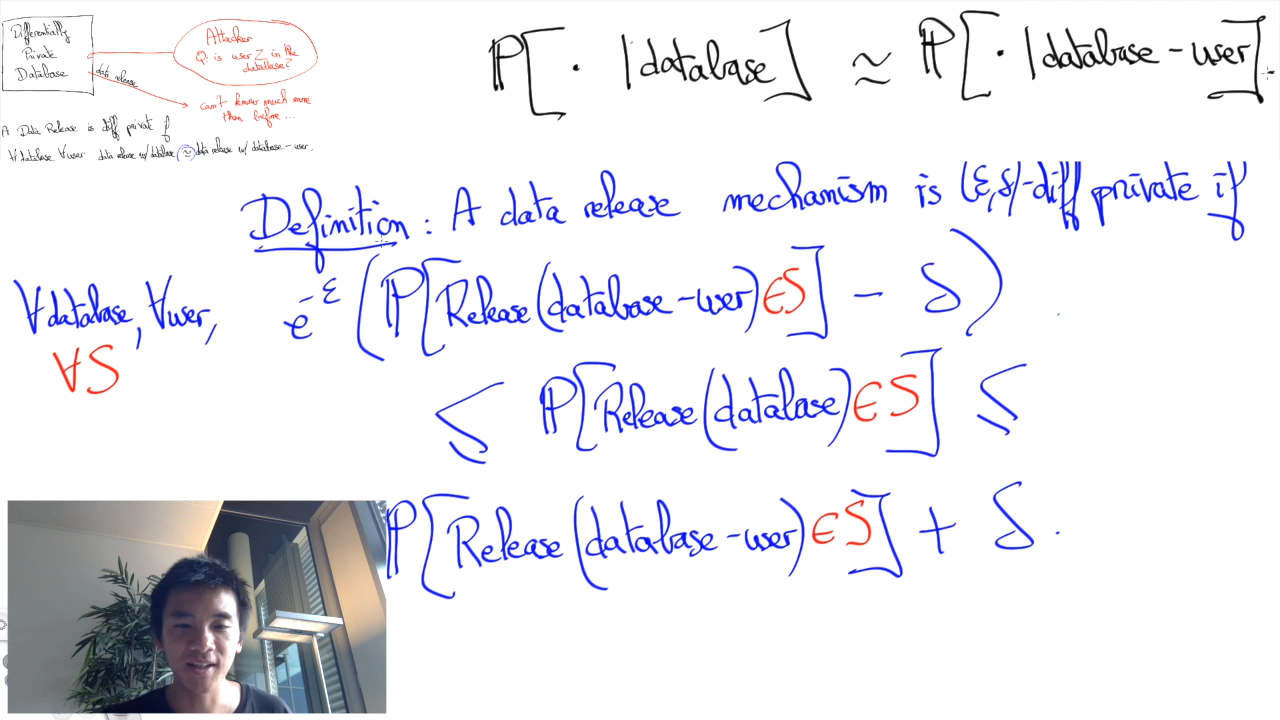 Differentially
Private
Database
data release
Attacker
Q: is user Z in the
database?
can't know much more
than before...
A Data Release is diff private if
∀database ∀user data release w/ database ≈ data release w/ database - user.
ℙ[ · | database ] ≈ ℙ[ · | database - user ].
Definition: A data release mechanism is (ε,δ)-diff private if
∀database, ∀user, e^-ε (ℙ[Release(database - user) ∈ S] - δ)
∀S
≤ ℙ[Release(database) ∈ S] ≤
ℙ[Release(database - user) ∈ S] + δ.